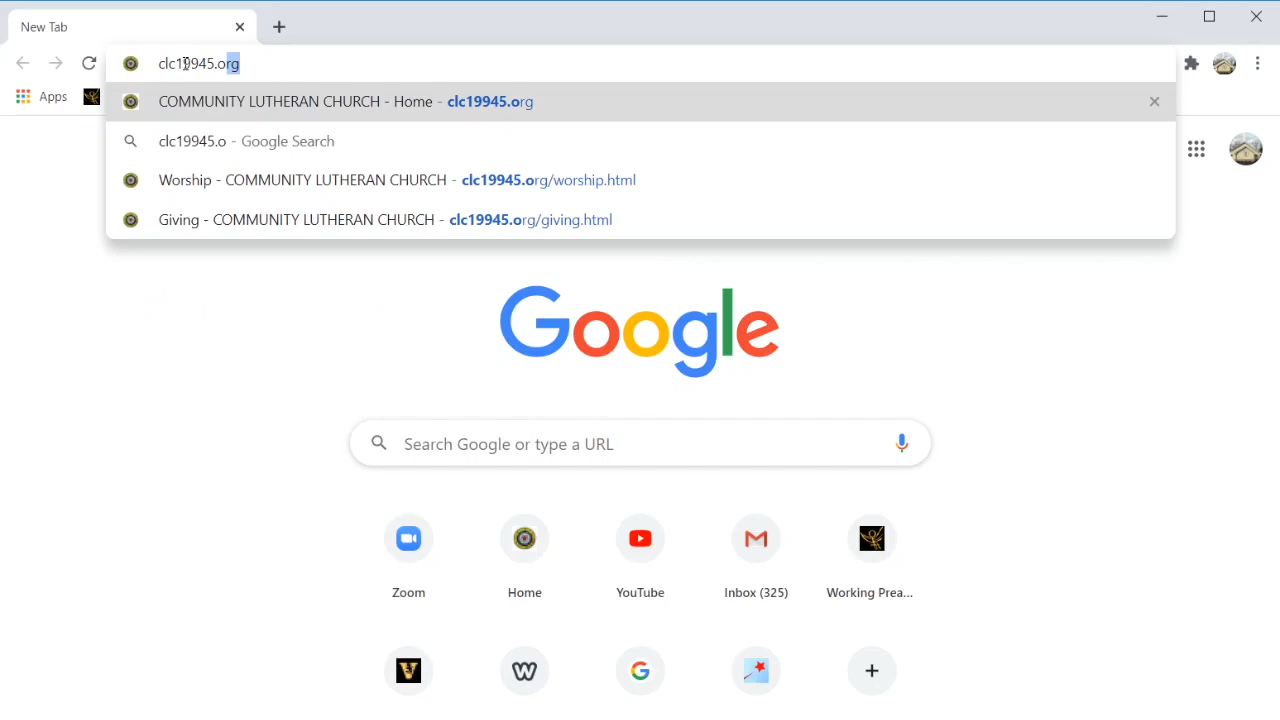 New Tab
clc19945.org
Apps
COMMUNITY LUTHERAN CHURCH - Home - clc19945.org
clc19945.o - Google Search
Worship - COMMUNITY LUTHERAN CHURCH - clc19945.org/worship.html
Giving - COMMUNITY LUTHERAN CHURCH - clc19945.org/giving.html
Google
Search Google or type a URL
Zoom
Home
YouTube
Inbox (325)
Working Prea...